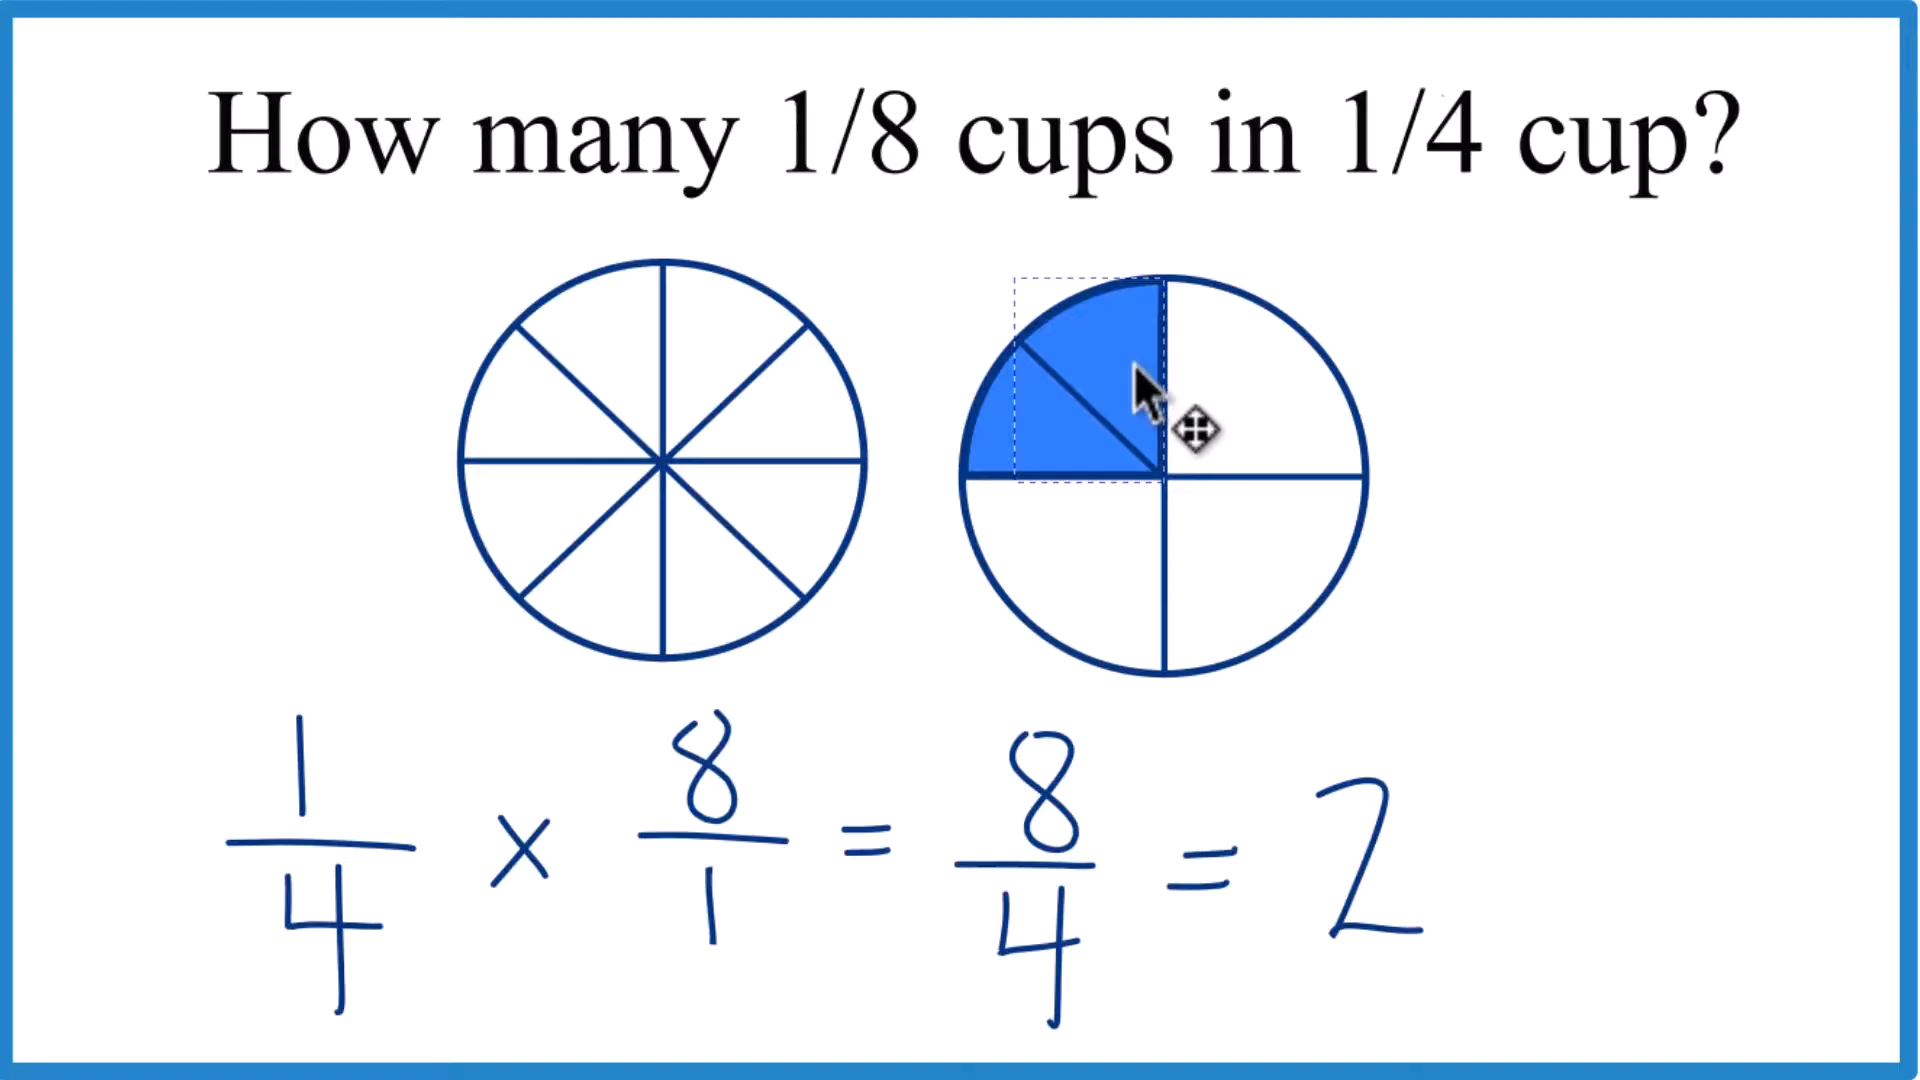 How many 1/8 cups in 1/4 cup?
1/4 × 8/1 = 8/4 = 2